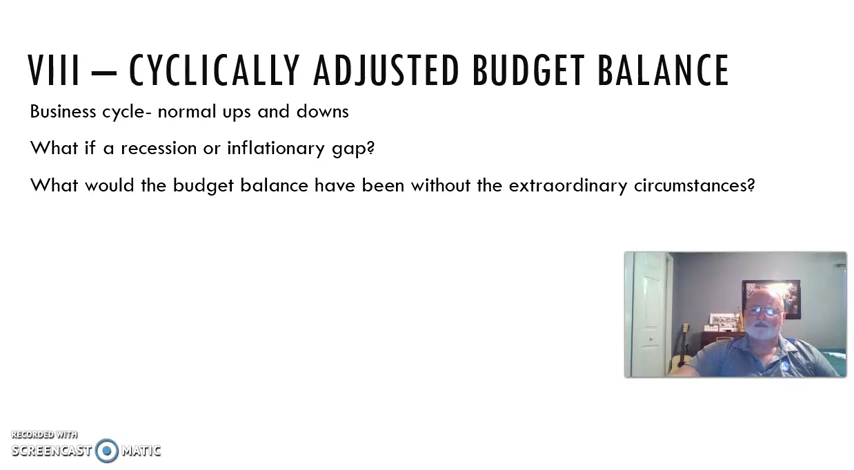 VIII – CYCLICALLY ADJUSTED BUDGET BALANCE
Business cycle- normal ups and downs
What if a recession or inflationary gap?
What would the budget balance have been without the extraordinary circumstances?
RECORDED WITH
SCREENCAST MATIC